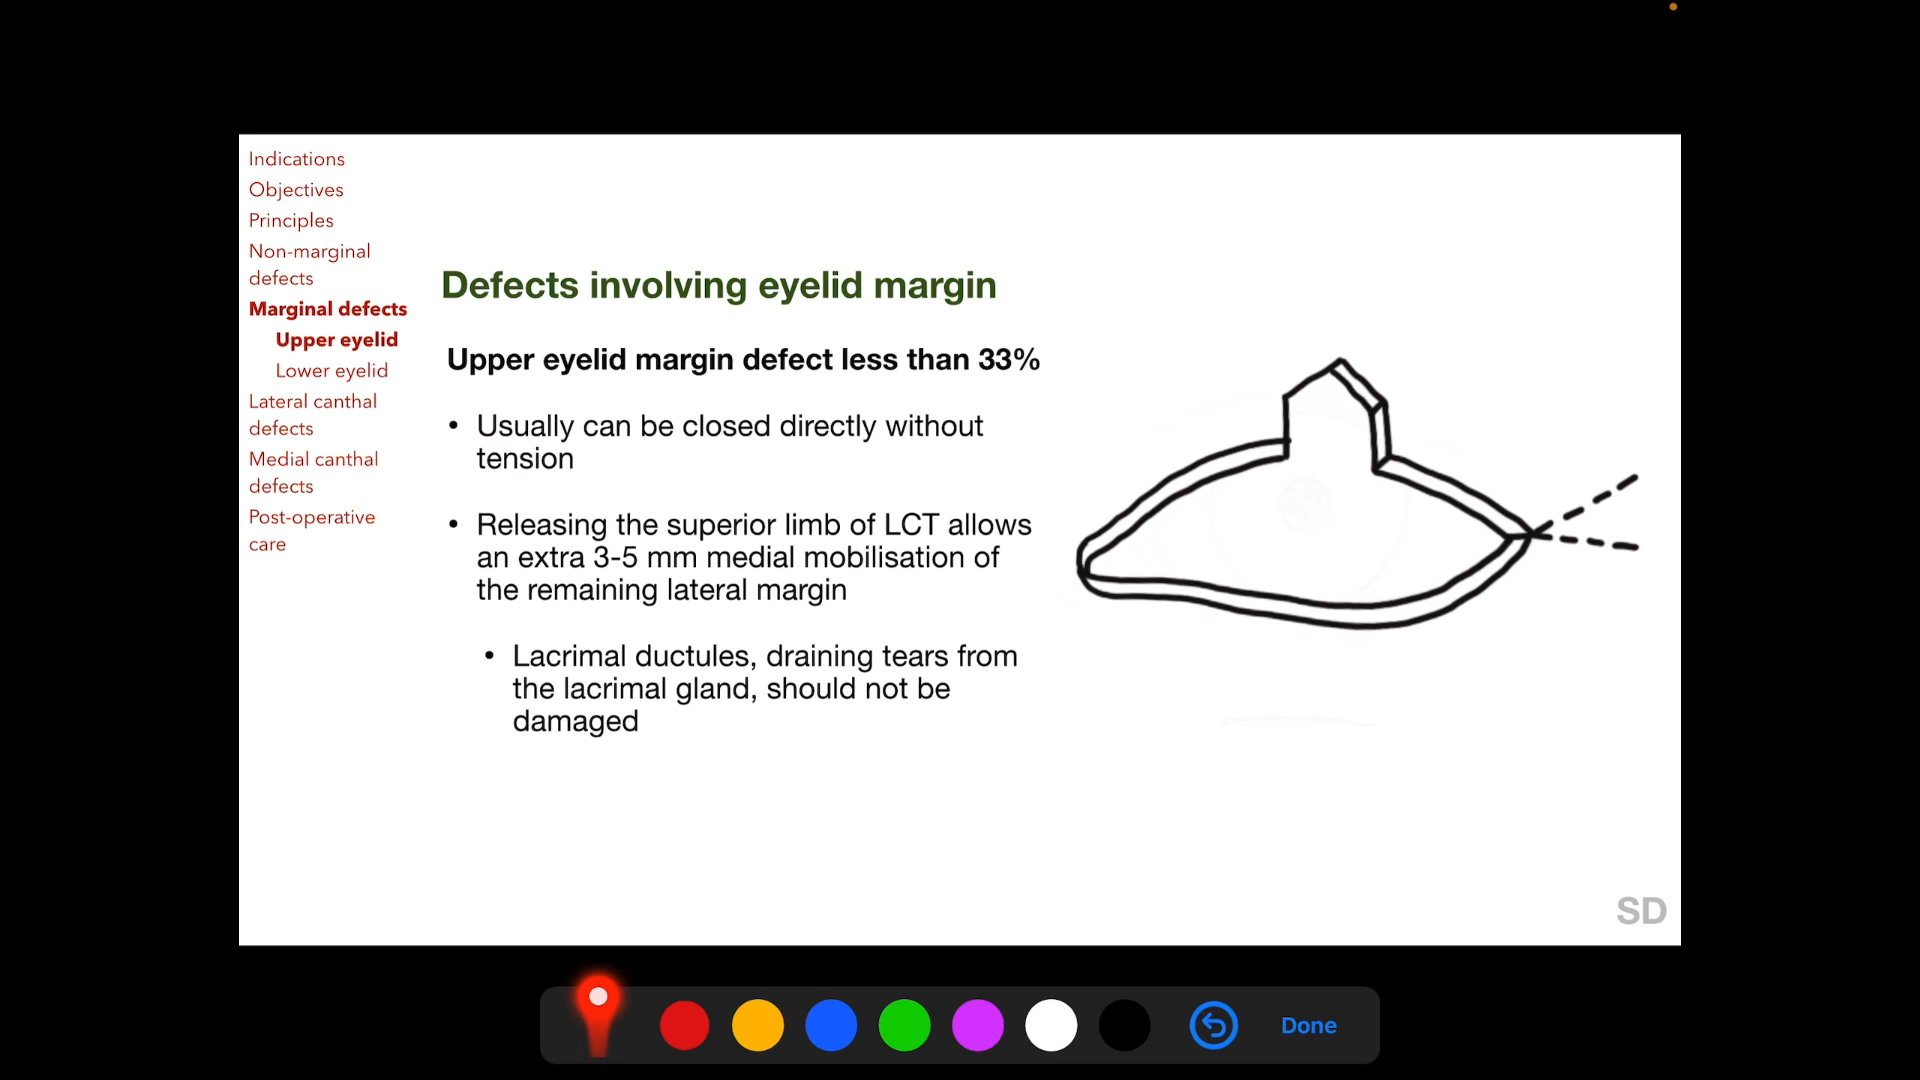 Indications
Objectives
Principles
Non-marginal
defects
Marginal defects
Upper eyelid
Lower eyelid
Lateral canthal
defects
Medial canthal
defects
Post-operative
care
Defects involving eyelid margin
Upper eyelid margin defect less than 33%
• Usually can be closed directly without
tension
• Releasing the superior limb of LCT allows
an extra 3-5 mm medial mobilisation of
the remaining lateral margin
• Lacrimal ductules, draining tears from
the lacrimal gland, should not be
damaged
SD
Done